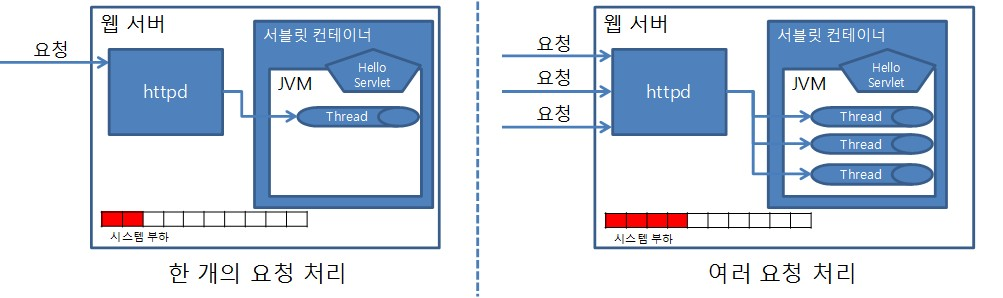 웹 서버
요청
httpd
서블릿 컨테이너
Hello
Servlet
JVM
Thread
시스템 부하
한 개의 요청 처리
웹 서버
요청
요청
요청
httpd
서블릿 컨테이너
Hello
Servlet
JVM
Thread
Thread
Thread
시스템 부하
여러 요청 처리